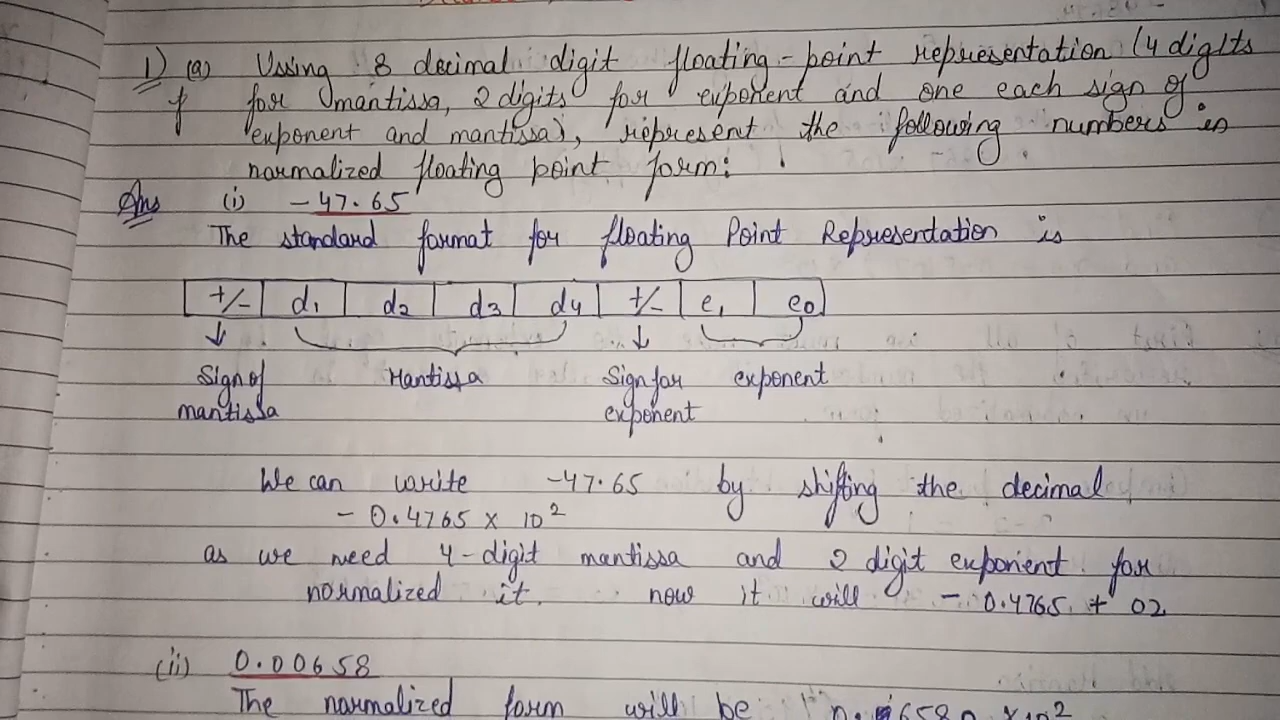 1) (a) Using 8 decimal digit floating-point representation (4 digits
for mantissa, 2 digits for exponent and one each sign of
exponent and mantissa), represent the following numbers in
normalized floating point form:
Ans (i) -47.65
The standard format for floating Point Representation is
+/- d1 d2 d3 d4 +/- e1 e0
Sign of Mantissa Sign for exponent
mantissa exponent
We can write -47.65 by shifting the decimal
- 0.4765 x 10^2
as we need 4-digit mantissa and 2 digit exponent for
normalized it. now it will - 0.4765 + 02
(ii) 0.00658
The normalized form will be